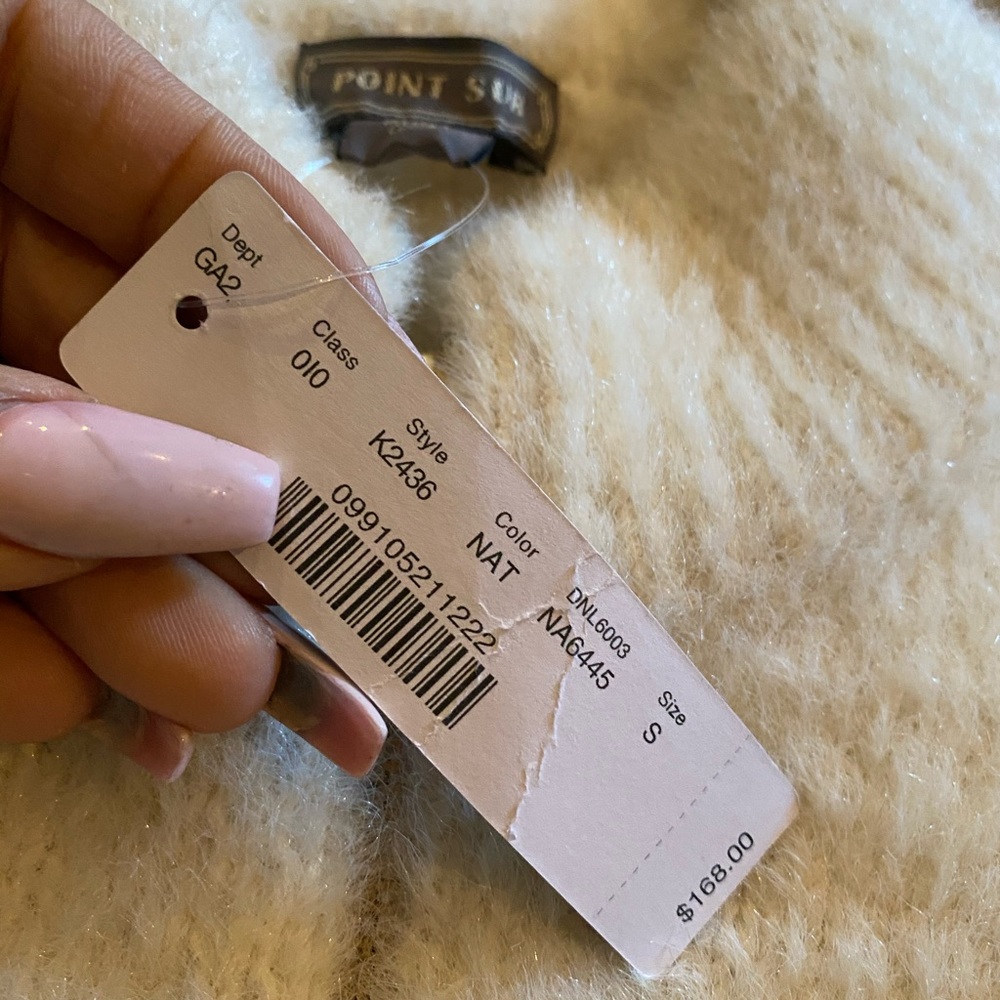 POINT SUR
Dept
GA2
Class
010
Style
K2436
Color
NAT
099105211222
DNL6003
NA6445
Size
S
$168.00